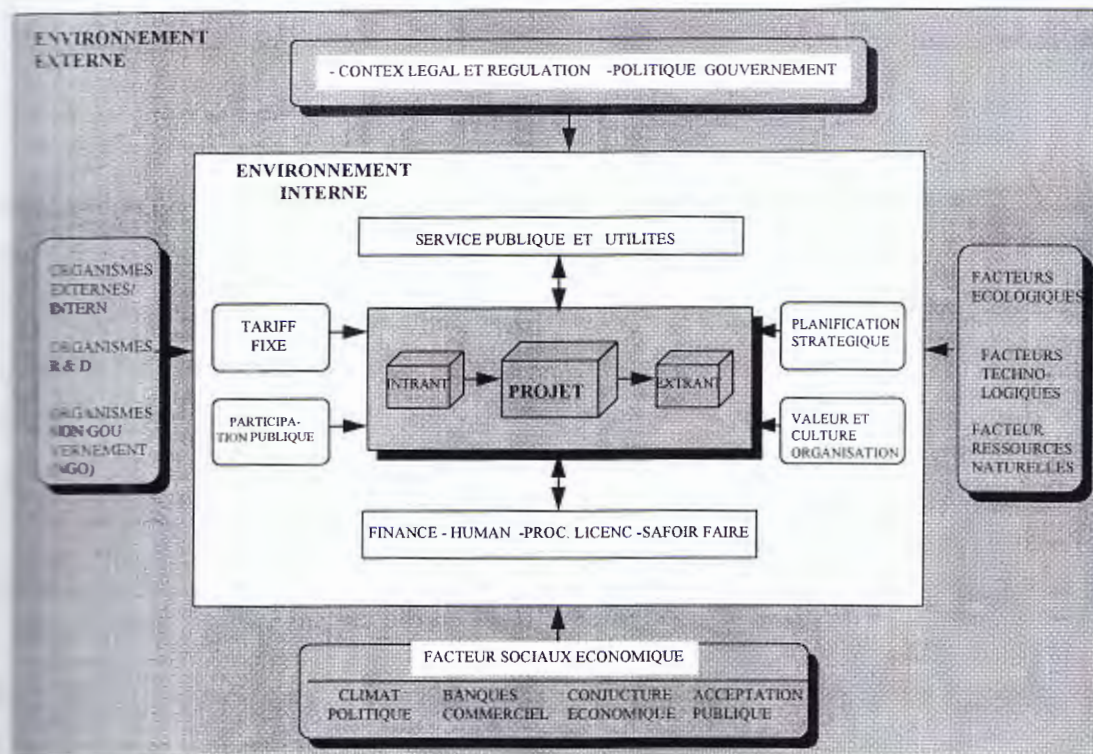 ENVIRONNEMENT
EXTERNE
- CONTEX LEGAL ET REGULATION -POLITIQUE GOUVERNEMENT
ENVIRONNEMENT
INTERNE
SERVICE PUBLIQUE ET UTILITES
ORGANISMES
EXTERNES/
INTERN
ORGANISMES
R & D
ORGANISMES
NON GOU
VERNEMENT
(NGO)
TARIFF
FIXE
PARTICIPA-
TION PUBLIQUE
INTRANT
PROJET
EXTRANT
PLANIFICATION
STRATEGIQUE
VALEUR ET
CULTURE
ORGANISATION
FACTEURS
ECOLOGIQUES
FACTEURS
TECHNO-
LOGIQUES
FACTEUR
RESSOURCES
NATURELLES
FINANCE - HUMAN -PROC. LICENC -SAFOIR FAIRE
FACTEUR SOCIAUX ECONOMIQUE
CLIMAT
POLITIQUE
BANQUES
COMMERCIEL
CONJUCTURE
ECONOMIQUE
ACCEPTATION
PUBLIQUE